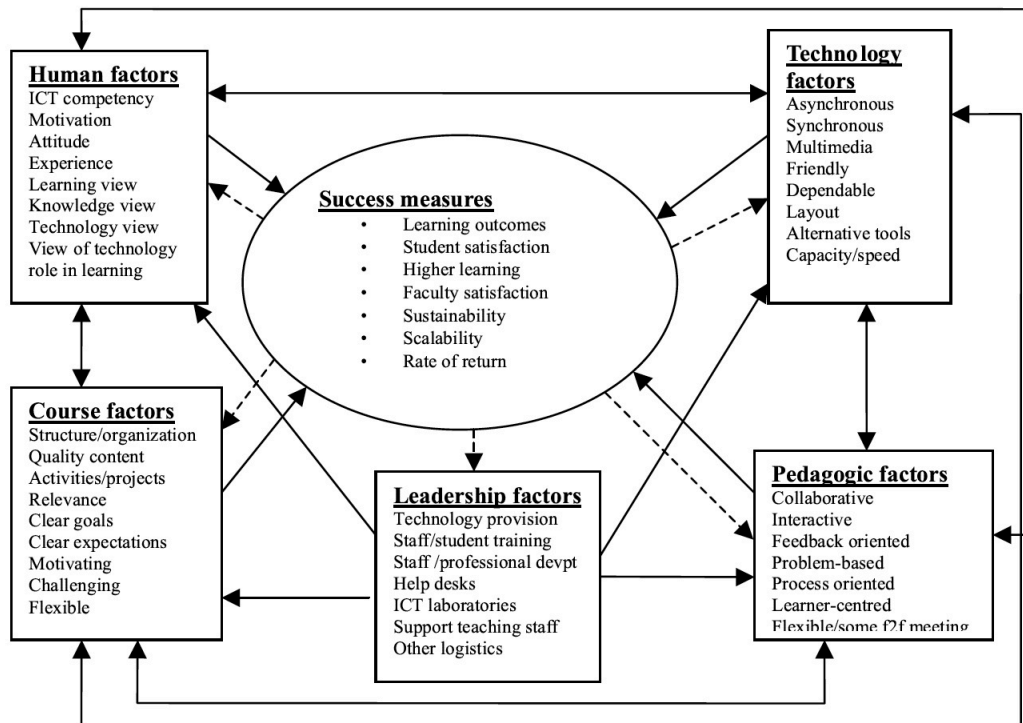 Human factors
ICT competency
Motivation
Attitude
Experience
Learning view
Knowledge view
Technology view
View of technology
role in learning
Technology
factors
Asynchronous
Synchronous
Multimedia
Friendly
Dependable
Layout
Alternative tools
Capacity/speed
Success measures
• Learning outcomes
• Student satisfaction
• Higher learning
• Faculty satisfaction
• Sustainability
• Scalability
• Rate of return
Course factors
Structure/organization
Quality content
Activities/projects
Relevance
Clear goals
Clear expectations
Motivating
Challenging
Flexible
Leadership factors
Technology provision
Staff/student training
Staff /professional devpt
Help desks
ICT laboratories
Support teaching staff
Other logistics
Pedagogic factors
Collaborative
Interactive
Feedback oriented
Problem-based
Process oriented
Learner-centred
Flexible/some f2f meeting